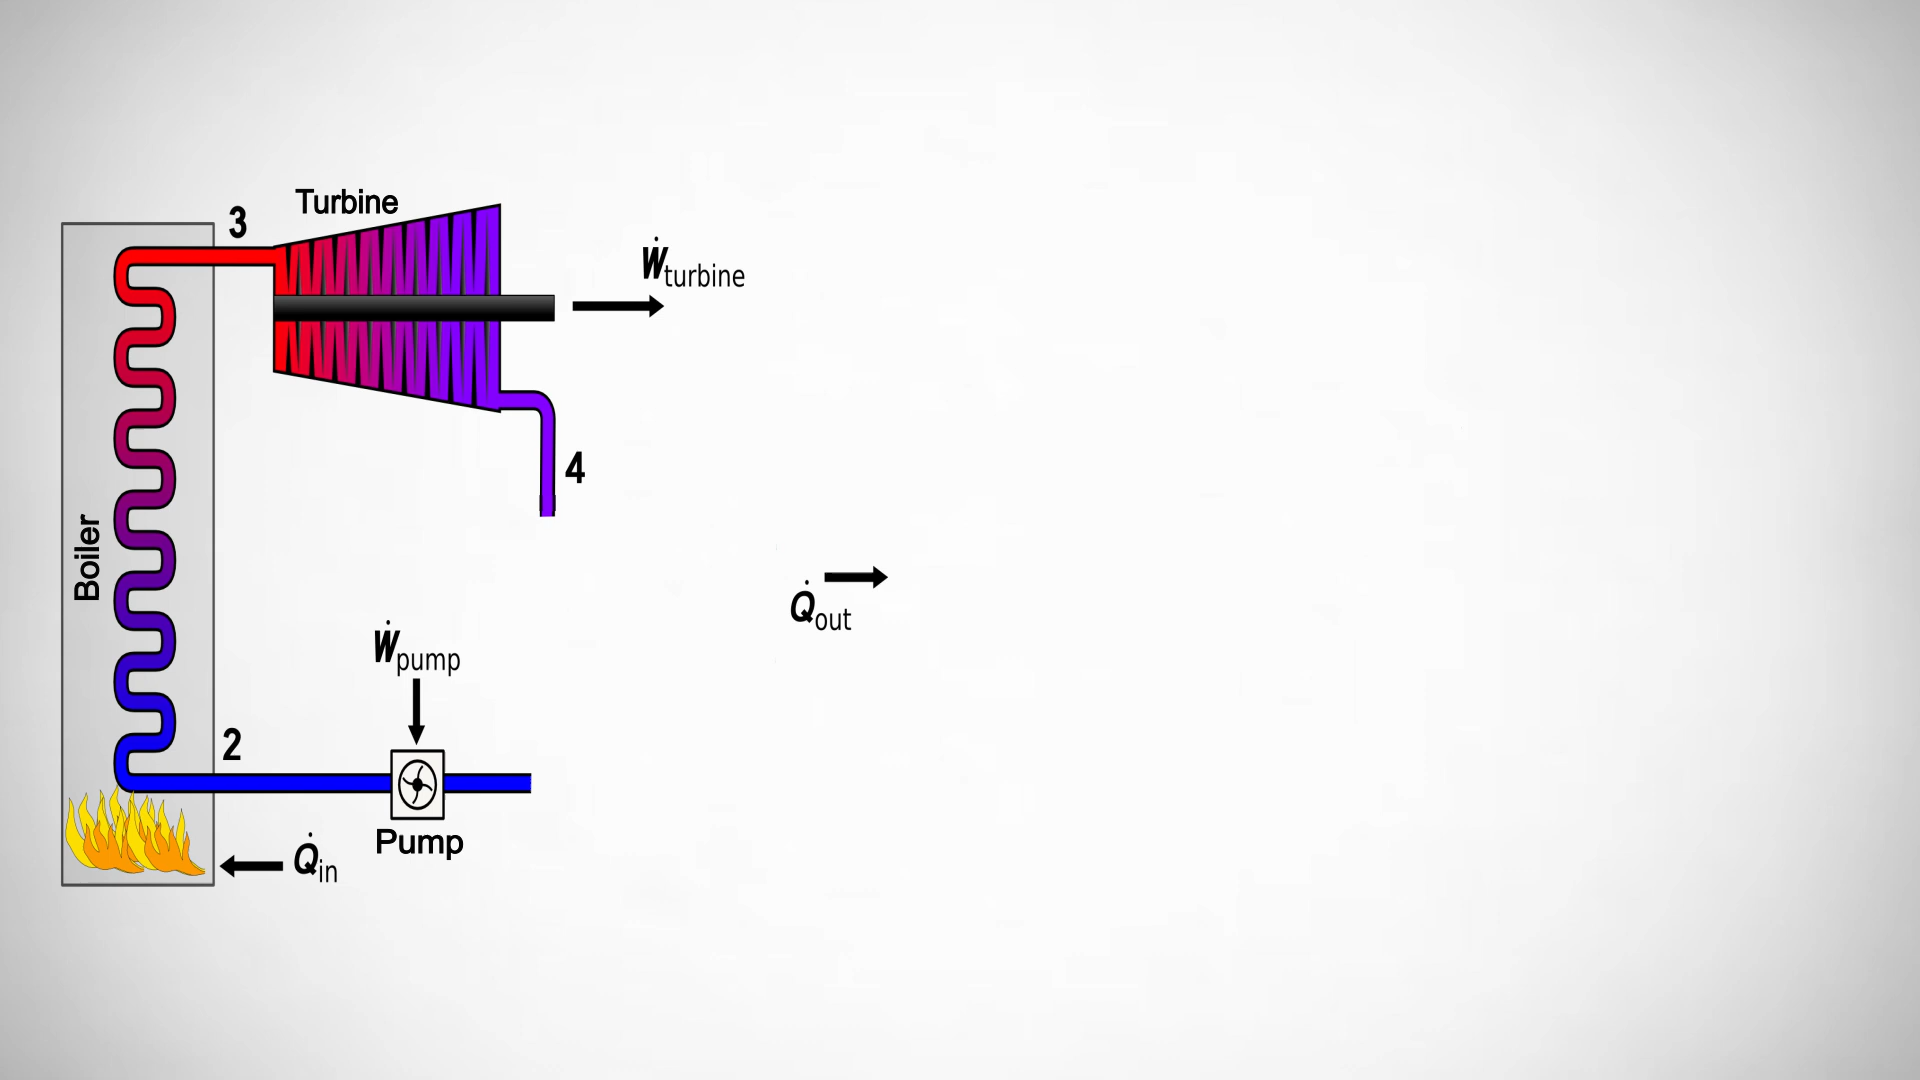 Turbine
3
Ẇturbine
4
Boiler
Q̇out
Ẇpump
2
Pump
Q̇in